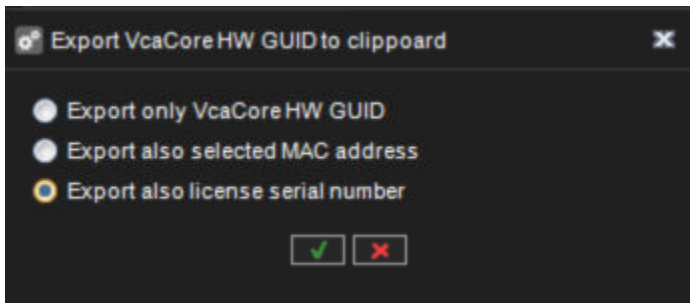 Export VcaCore HW GUID to clippoard
Export only VcaCore HW GUID
Export also selected MAC address
Export also license serial number